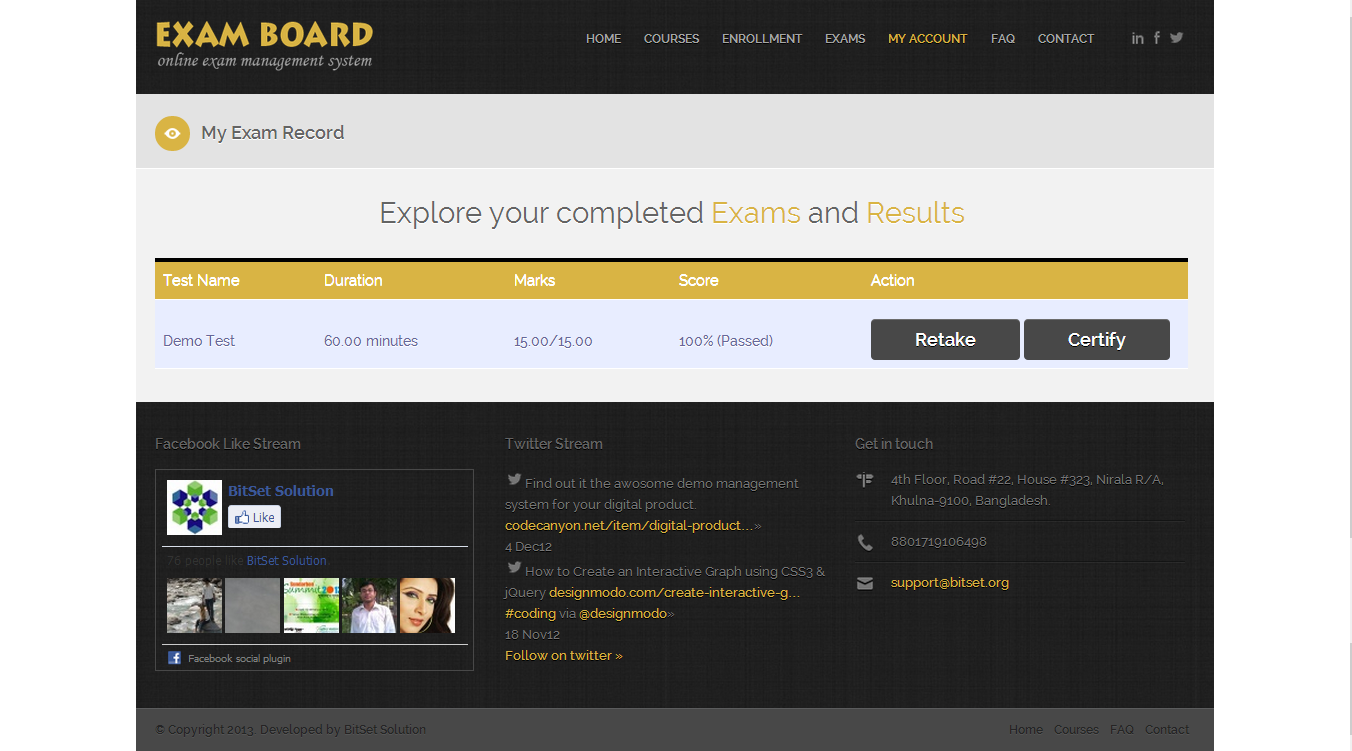 EXAM BOARD
online exam management system
HOME COURSES ENROLLMENT EXAMS MY ACCOUNT FAQ CONTACT
My Exam Record
Explore your completed Exams and Results
Test Name Duration Marks Score Action
Demo Test 60.00 minutes 15.00/15.00 100% (Passed) Retake Certify
Facebook Like Stream
BitSet Solution
Like
76 people like BitSet Solution.
Summit 2012
Facebook social plugin
Twitter Stream
Find out it the awosome demo management
system for your digital product.
codecanyon.net/item/digital-product…»
4 Dec12
How to Create an Interactive Graph using CSS3 &
jQuery designmodo.com/create-interactive-g…
#coding via @designmodo»
18 Nov12
Follow on twitter »
Get in touch
4th Floor, Road #22, House #323, Nirala R/A,
Khulna-9100, Bangladesh.
8801719106498
support@bitset.org
© Copyright 2013. Developed by BitSet Solution
Home Courses FAQ Contact